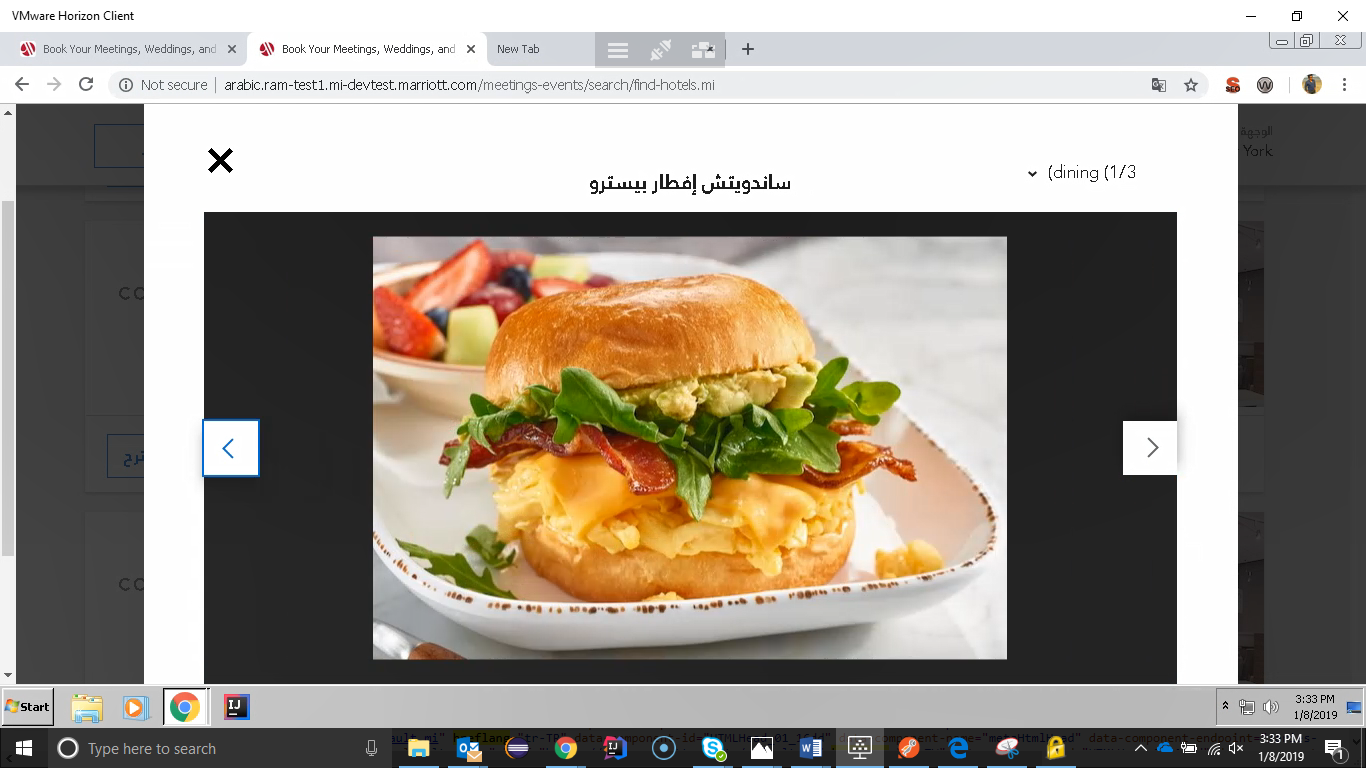 VMware Horizon Client
Book Your Meetings, Weddings, and
Book Your Meetings, Weddings, and
New Tab
Not secure
arabic.ram-test1.mi-devtest.marriott.com/meetings-events/search/find-hotels.mi
الوجهة
York
(dining (1/3
ساندويتش إفطار بيسترو
CO
ترح
CO
Start
3:33 PM
1/8/2019
Type here to search
3:33 PM
1/8/2019